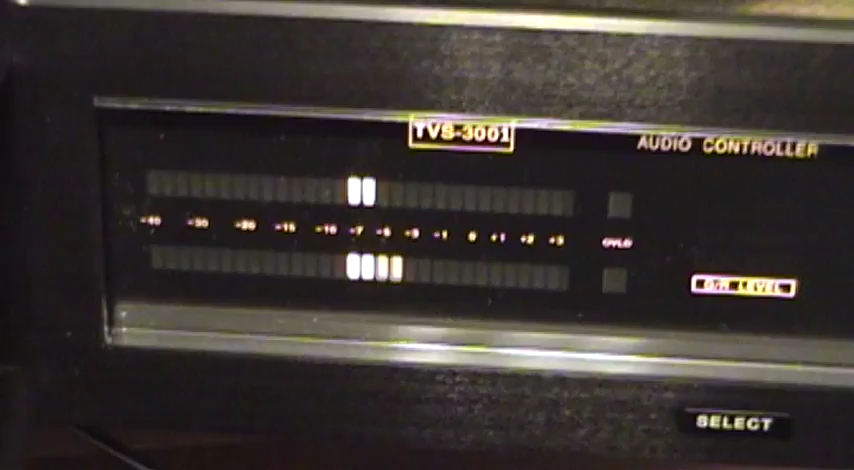 TVS-3001
AUDIO CONTROLLER
-40 -30 -20 -15 -10 -7 -5 -3 -1 0 +1 +2 +3 OVLD
G/R LEVEL
SELECT